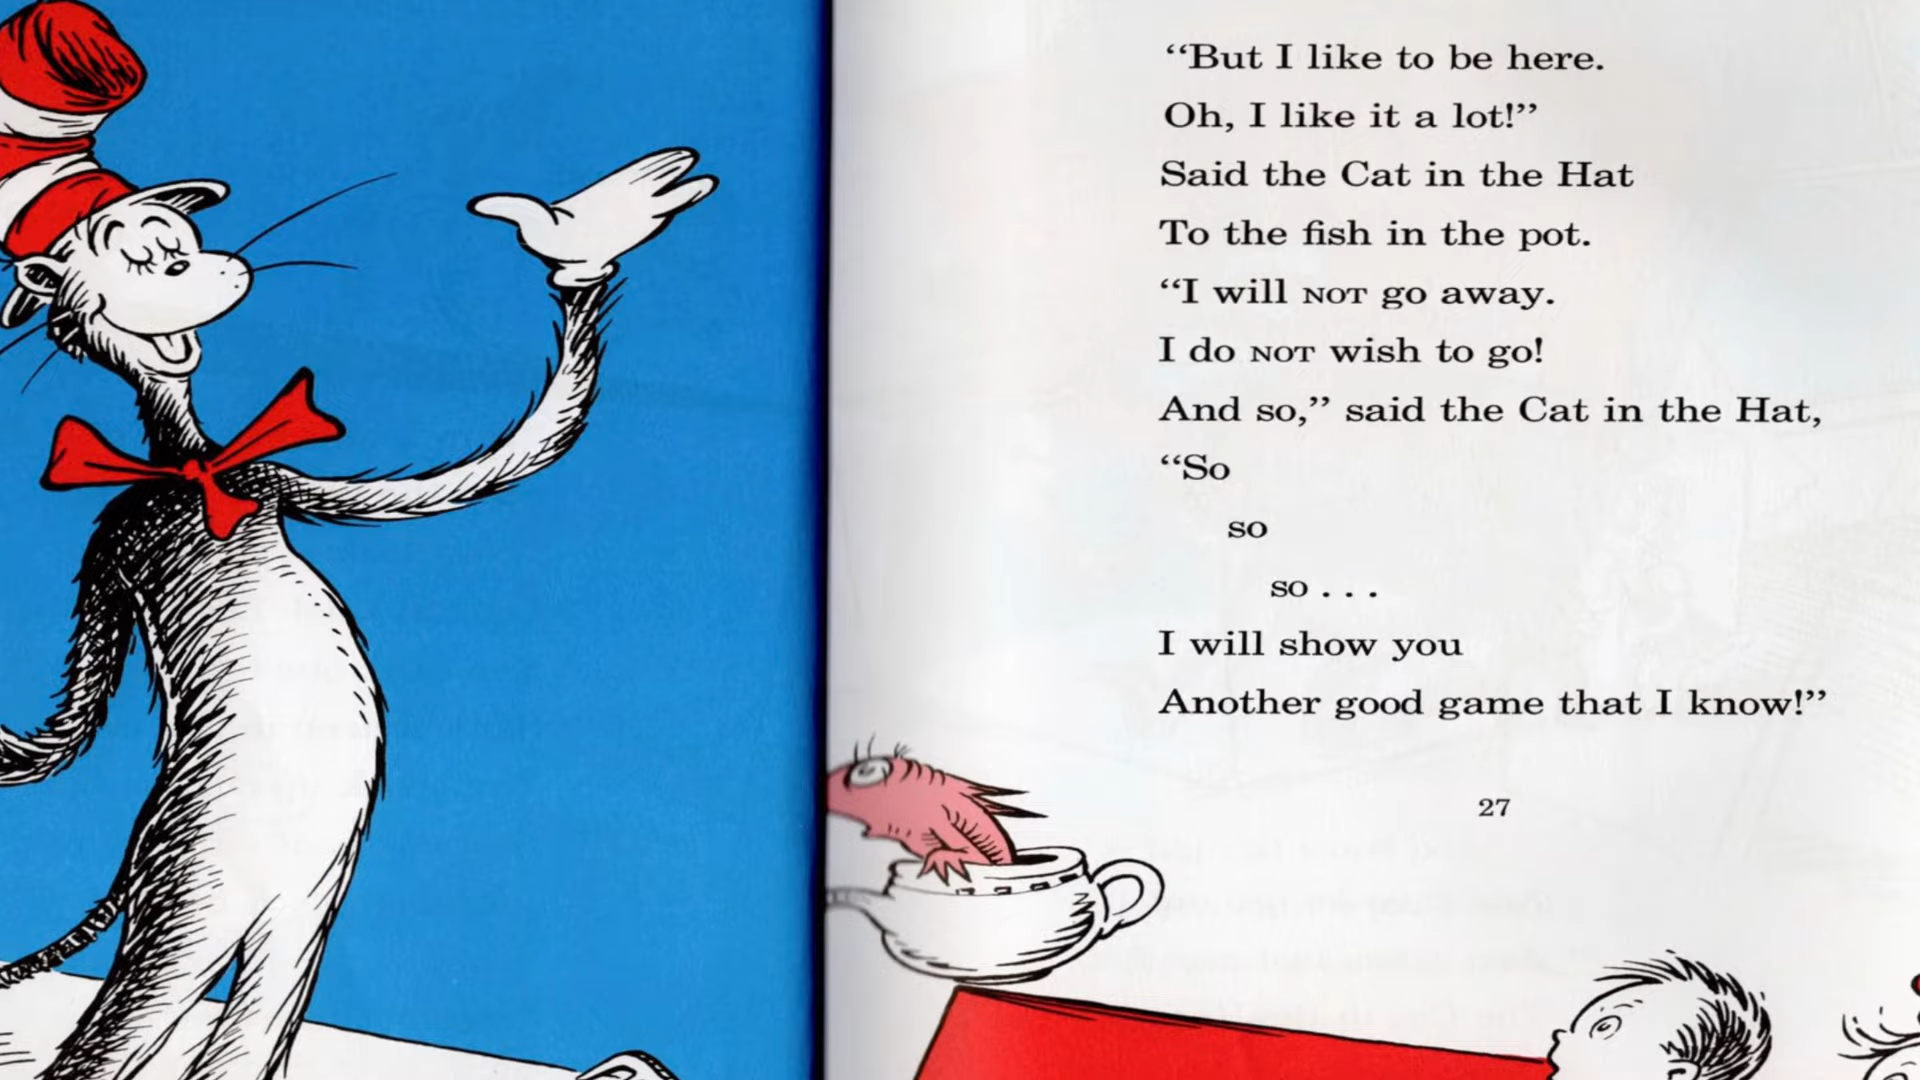 “But I like to be here.
Oh, I like it a lot!”
Said the Cat in the Hat
To the fish in the pot.
“I will NOT go away.
I do NOT wish to go!
And so,” said the Cat in the Hat,
“So
so
so . . .
I will show you
Another good game that I know!”
27